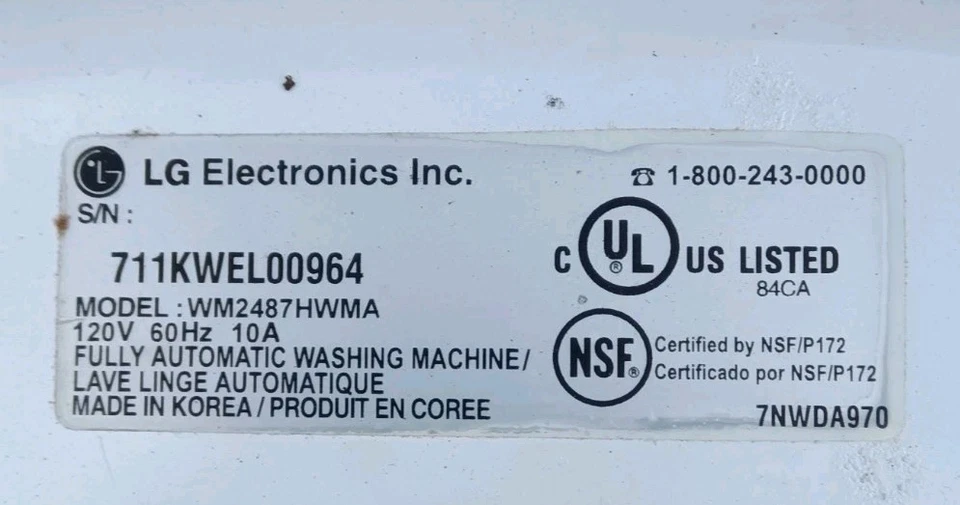 LG LG Electronics Inc.
☎ 1-800-243-0000
S/N :
711KWEL00964
MODEL : WM2487HWMA
120V 60Hz 10A
FULLY AUTOMATIC WASHING MACHINE /
LAVE LINGE AUTOMATIQUE
MADE IN KOREA / PRODUIT EN COREE
C UL ® US LISTED
84CA
NSF ®
Certified by NSF/P172
Certificado por NSF/P172
7NWDA970